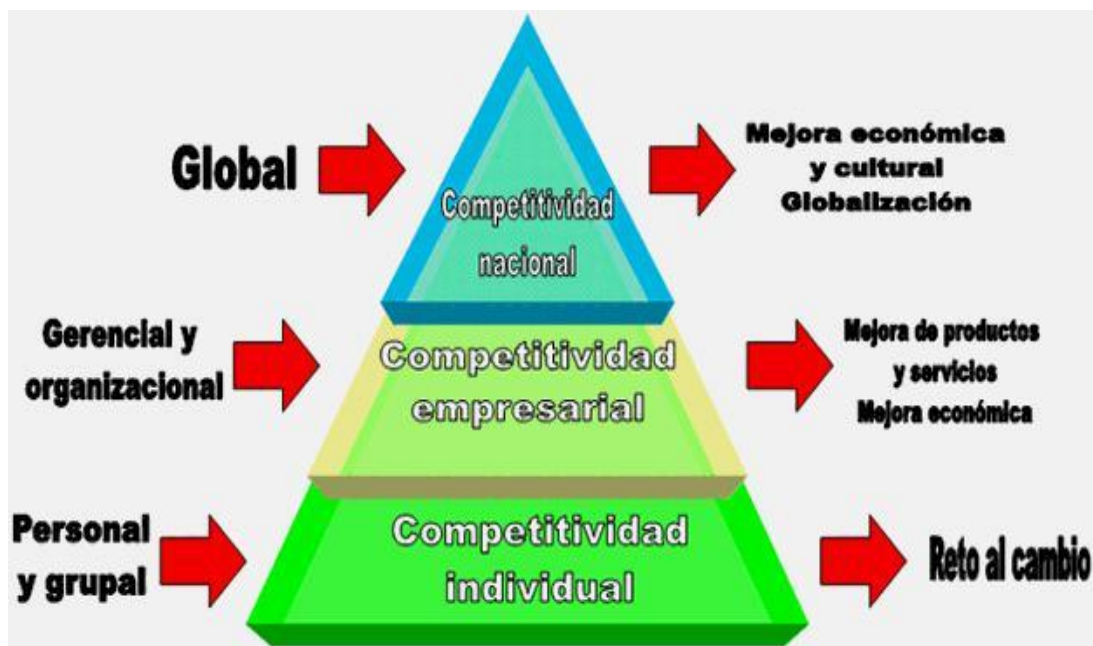 Global
Competitividad
nacional
Mejora económica
y cultural
Globalización
Gerencial y
organizacional
Competitividad
empresarial
Mejora de productos
y servicios
Mejora económica
Personal
y grupal
Competitividad
individual
Reto al cambio